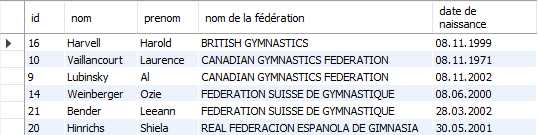 id nom prenom nom de la fédération date de naissance
16 Harvell Harold BRITISH GYMNASTICS 08.11.1999
10 Vaillancourt Laurence CANADIAN GYMNASTICS FEDERATION 08.11.1971
9 Lubinsky Al CANADIAN GYMNASTICS FEDERATION 08.11.2002
14 Weinberger Ozie FEDERATION SUISSE DE GYMNASTIQUE 08.06.2000
21 Bender Leeann FEDERATION SUISSE DE GYMNASTIQUE 28.03.2002
20 Hinrichs Shiela REAL FEDERACION ESPANOLA DE GIMNASIA 30.05.2001